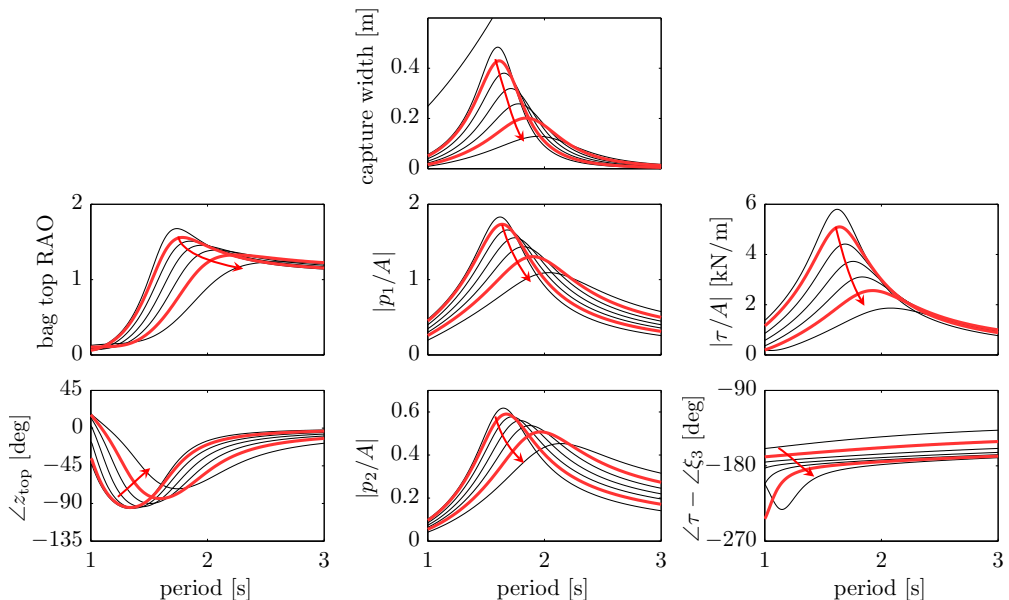 capture width [m]
0.4
0.2
0
bag top RAO
2
1
0
|p₁/A|
2
1
0
|τ/A| [kN/m]
6
4
2
0
∠z_top [deg]
45
0
−45
−90
−135
1 2 3
period [s]
|p₂/A|
0.6
0.4
0.2
0
1 2 3
period [s]
∠τ − ∠ξ₃ [deg]
−90
−180
−270
1 2 3
period [s]